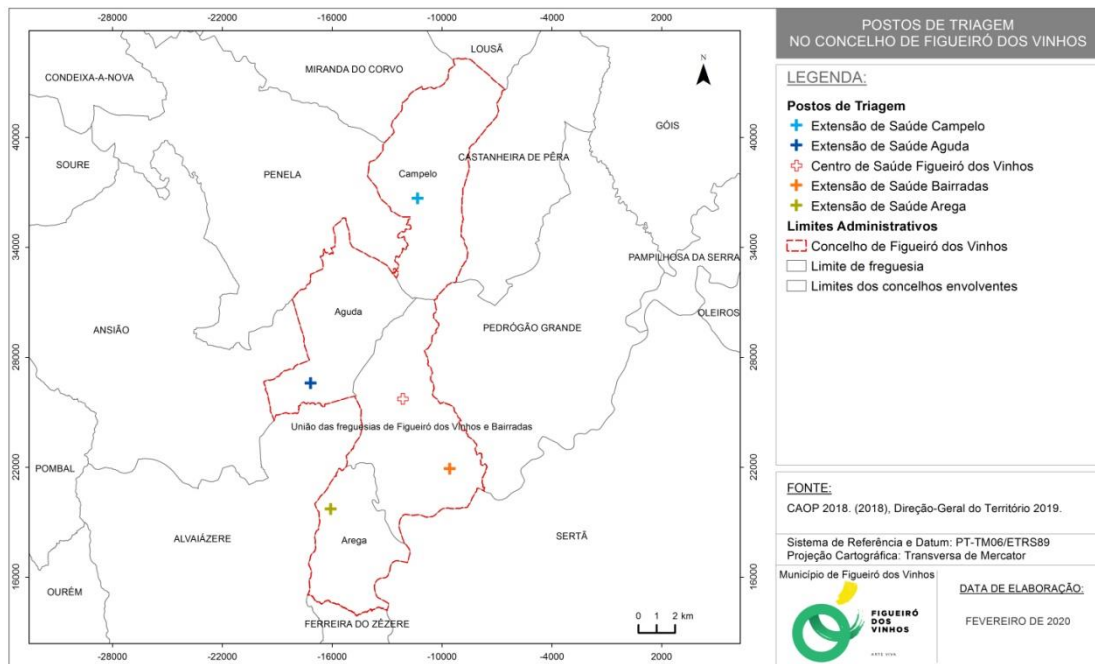 -28000 -22000 -16000 -10000 -4000 2000
LOUSÃ
MIRANDA DO CORVO
CONDEIXA-A-NOVA
N
GÓIS
40000 40000
CASTANHEIRA DE PÊRA
SOURE
PENELA
Campelo
34000 34000
PAMPILHOSA DA SERRA
OLEIROS
Aguda
ANSIÃO
PEDRÓGÃO GRANDE
28000 28000
União das freguesias de Figueiró dos Vinhos e Bairradas
POMBAL
22000 22000
ALVAIÁZERE
Arega
SERTÃ
16000 16000
OURÉM
FERREIRA DO ZÊZERE
0 1 2 km
-28000 -22000 -16000 -10000 -4000 2000
POSTOS DE TRIAGEM
NO CONCELHO DE FIGUEIRÓ DOS VINHOS
LEGENDA:
Postos de Triagem
Extensão de Saúde Campelo
Extensão de Saúde Aguda
Centro de Saúde Figueiró dos Vinhos
Extensão de Saúde Bairradas
Extensão de Saúde Arega
Limites Administrativos
Concelho de Figueiró dos Vinhos
Limite de freguesia
Limites dos concelhos envolventes
FONTE:
CAOP 2018. (2018), Direção-Geral do Território 2019.
Sistema de Referência e Datum: PT-TM06/ETRS89
Projeção Cartográfica: Transversa de Mercator
Município de Figueiró dos Vinhos
FIGUEIRÓ
DOS
VINHOS
ARTE VIVA
DATA DE ELABORAÇÃO:
FEVEREIRO DE 2020